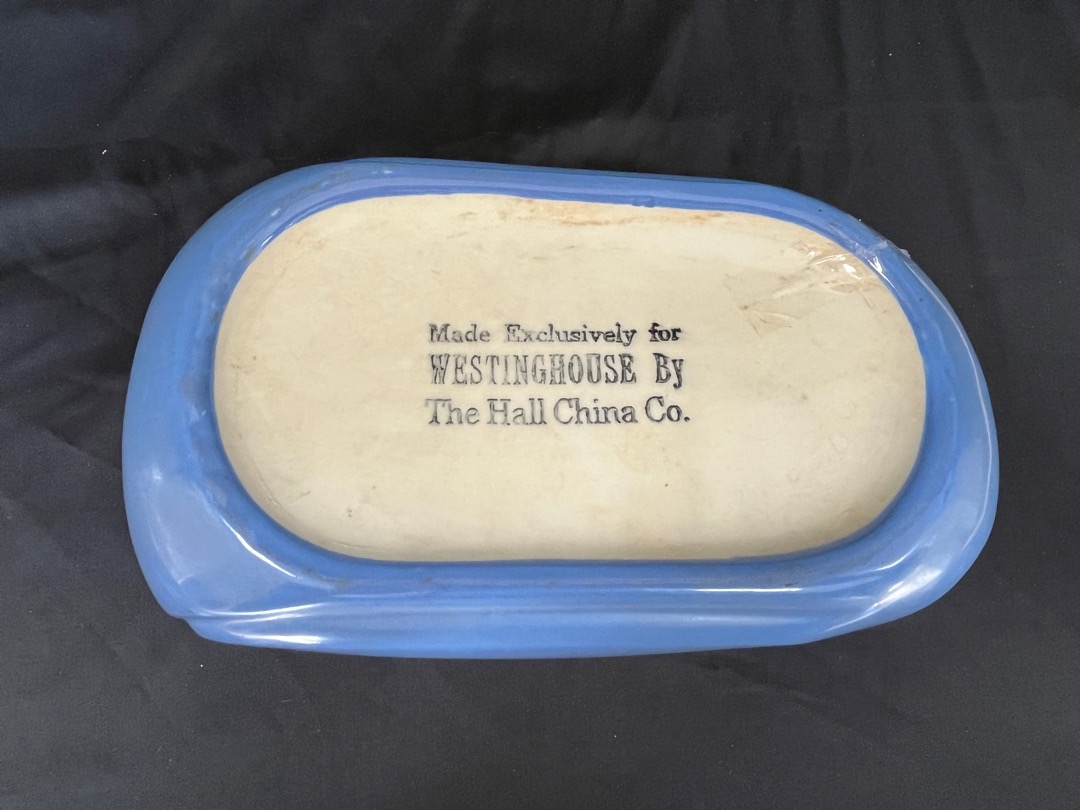 Made Exclusively for
WESTINGHOUSE By
The Hall China Co.